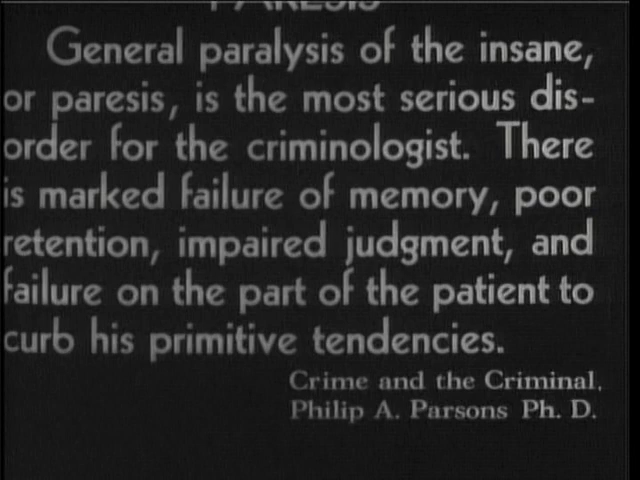 PARESIS
General paralysis of the insane,
or paresis, is the most serious dis-
order for the criminologist. There
is marked failure of memory, poor
retention, impaired judgment, and
failure on the part of the patient to
curb his primitive tendencies.
Crime and the Criminal,
Philip A. Parsons Ph. D.